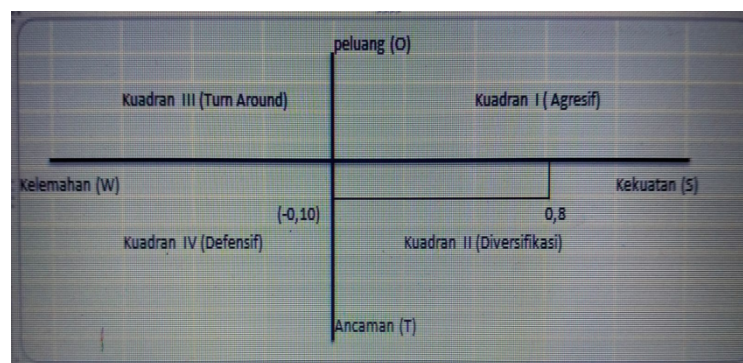 peluang (O)
Kuadran III (Turn Around)
Kuadran I ( Agresif)
Kelemahan (W)
Kekuatan (S)
(-0,10)
0,8
Kuadran IV (Defensif)
Kuadran II (Diversifikasi)
Ancaman (T)